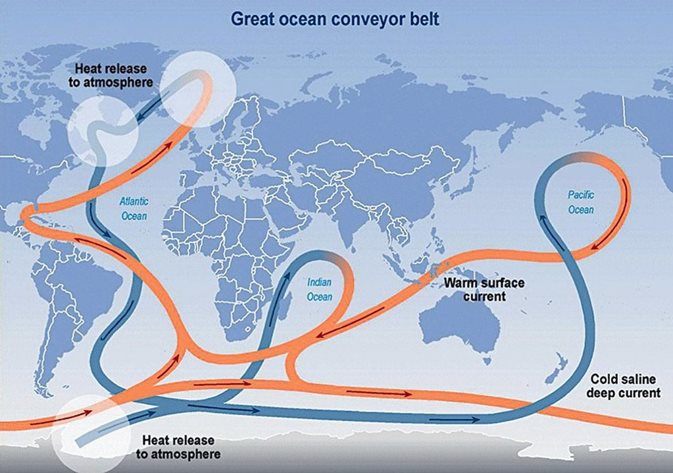 Great ocean conveyor belt
Heat release
to atmosphere
Atlantic
Ocean
Pacific
Ocean
Indian
Ocean
Warm surface
current
Cold saline
deep current
Heat release
to atmosphere